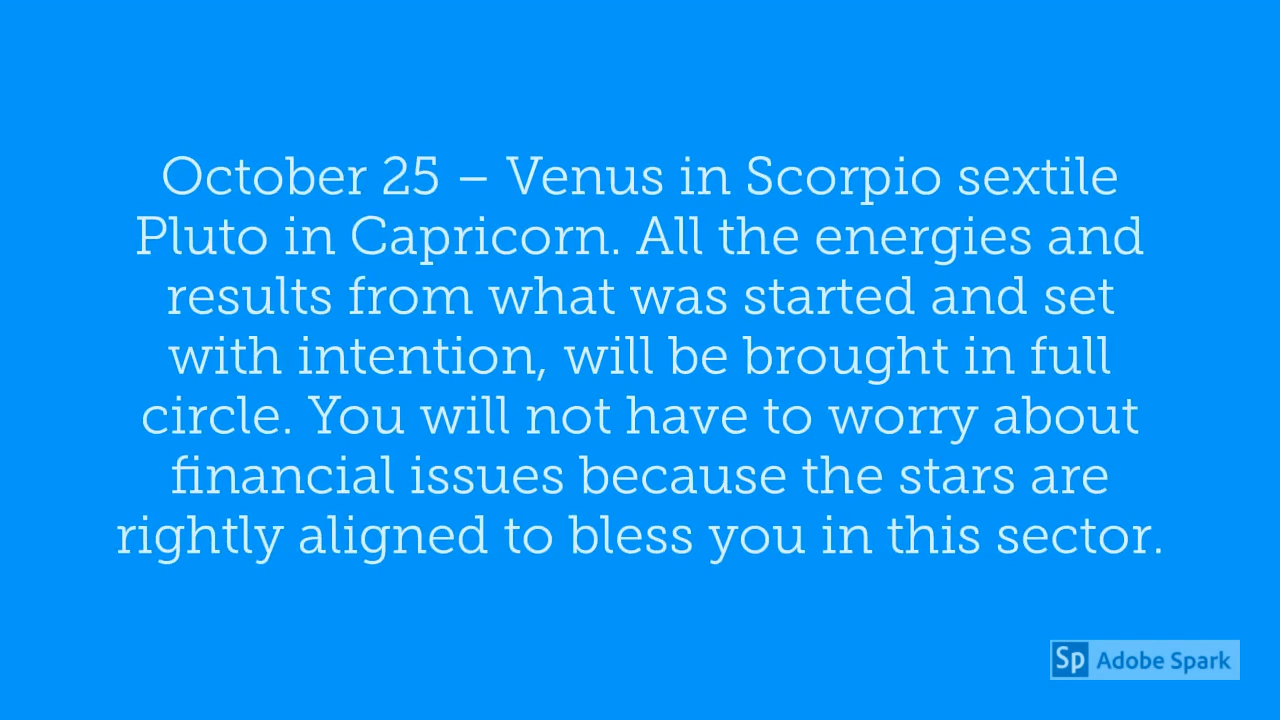 October 25 – Venus in Scorpio sextile
Pluto in Capricorn. All the energies and
results from what was started and set
with intention, will be brought in full
circle. You will not have to worry about
financial issues because the stars are
rightly aligned to bless you in this sector.
Sp Adobe Spark